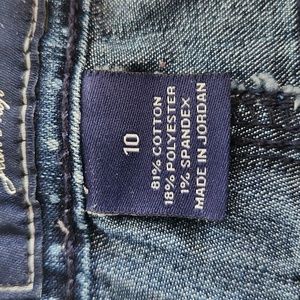 10
81% COTTON
18% POLYESTER
1% SPANDEX
MADE IN JORDAN